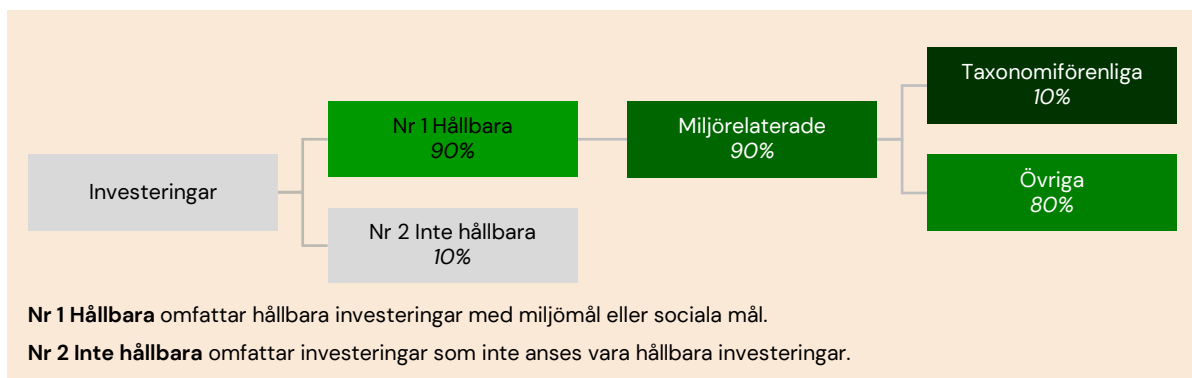 Investeringar
Nr 1 Hållbara
90%
Nr 2 Inte hållbara
10%
Miljörelaterade
90%
Taxonomiförenliga
10%
Övriga
80%
Nr 1 Hållbara omfattar hållbara investeringar med miljömål eller sociala mål.
Nr 2 Inte hållbara omfattar investeringar som inte anses vara hållbara investeringar.